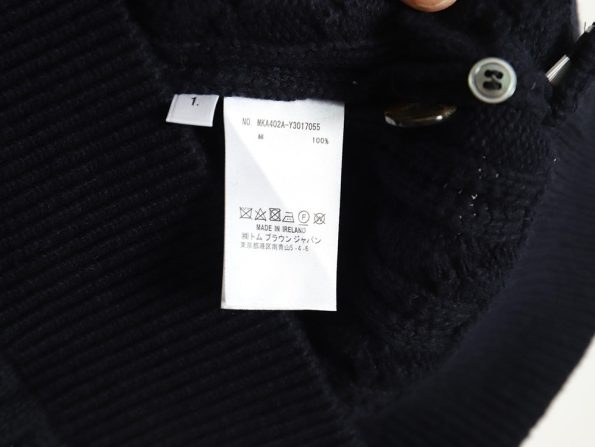 1.
NO. MKA402A-Y3017055
綿 100%
MADE IN IRELAND
㈱トム ブラウン ジャパン
東京都港区南青山5-4-6